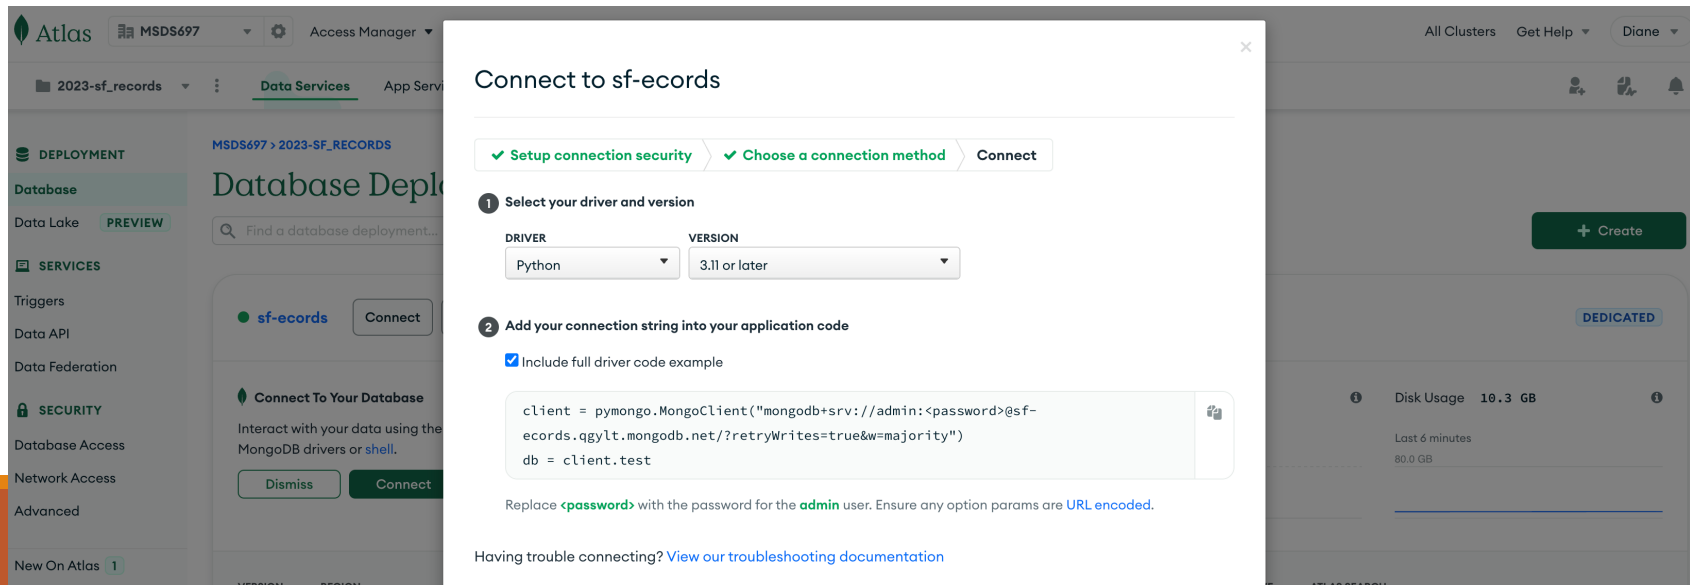 Atlas
MSDS697
Access Manager
All Clusters
Get Help
Diane
2023-sf_records
Data Services
App Servi
DEPLOYMENT
Database
Data Lake
PREVIEW
SERVICES
Triggers
Data API
Data Federation
SECURITY
Database Access
Network Access
Advanced
New On Atlas 1
MSDS697 > 2023-SF_RECORDS
Database Depl
Find a database deployment...
+ Create
sf-ecords
Connect
DEDICATED
Connect To Your Database
Interact with your data using the
MongoDB drivers or shell.
Dismiss
Connect
Disk Usage 10.3 GB
Last 6 minutes
80.0 GB
Connect to sf-ecords
Setup connection security
Choose a connection method
Connect
1 Select your driver and version
DRIVER
VERSION
Python
3.11 or later
2 Add your connection string into your application code
Include full driver code example
client = pymongo.MongoClient("mongodb+srv://admin:<password>@sf-
ecords.qgylt.mongodb.net/?retryWrites=true&w=majority")
db = client.test
Replace <password> with the password for the admin user. Ensure any option params are URL encoded.
Having trouble connecting? View our troubleshooting documentation